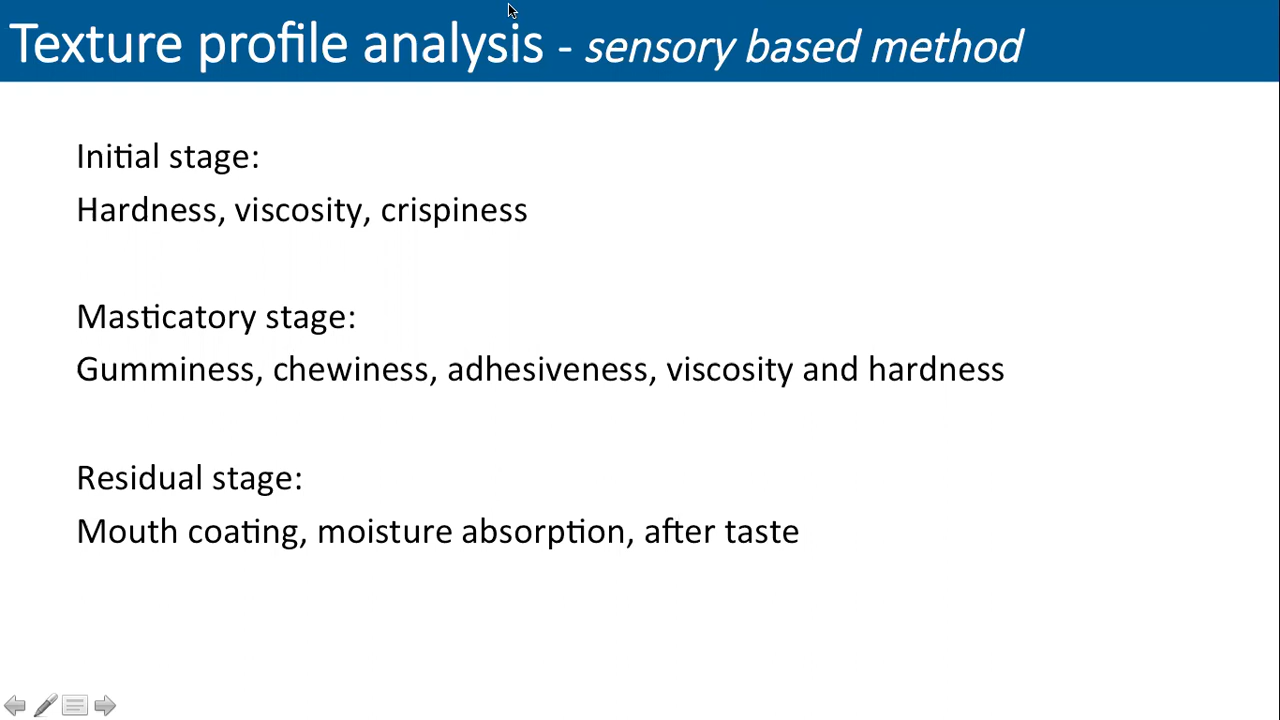 Texture profile analysis - sensory based method
Initial stage:
Hardness, viscosity, crispiness
Masticatory stage:
Gumminess, chewiness, adhesiveness, viscosity and hardness
Residual stage:
Mouth coating, moisture absorption, after taste